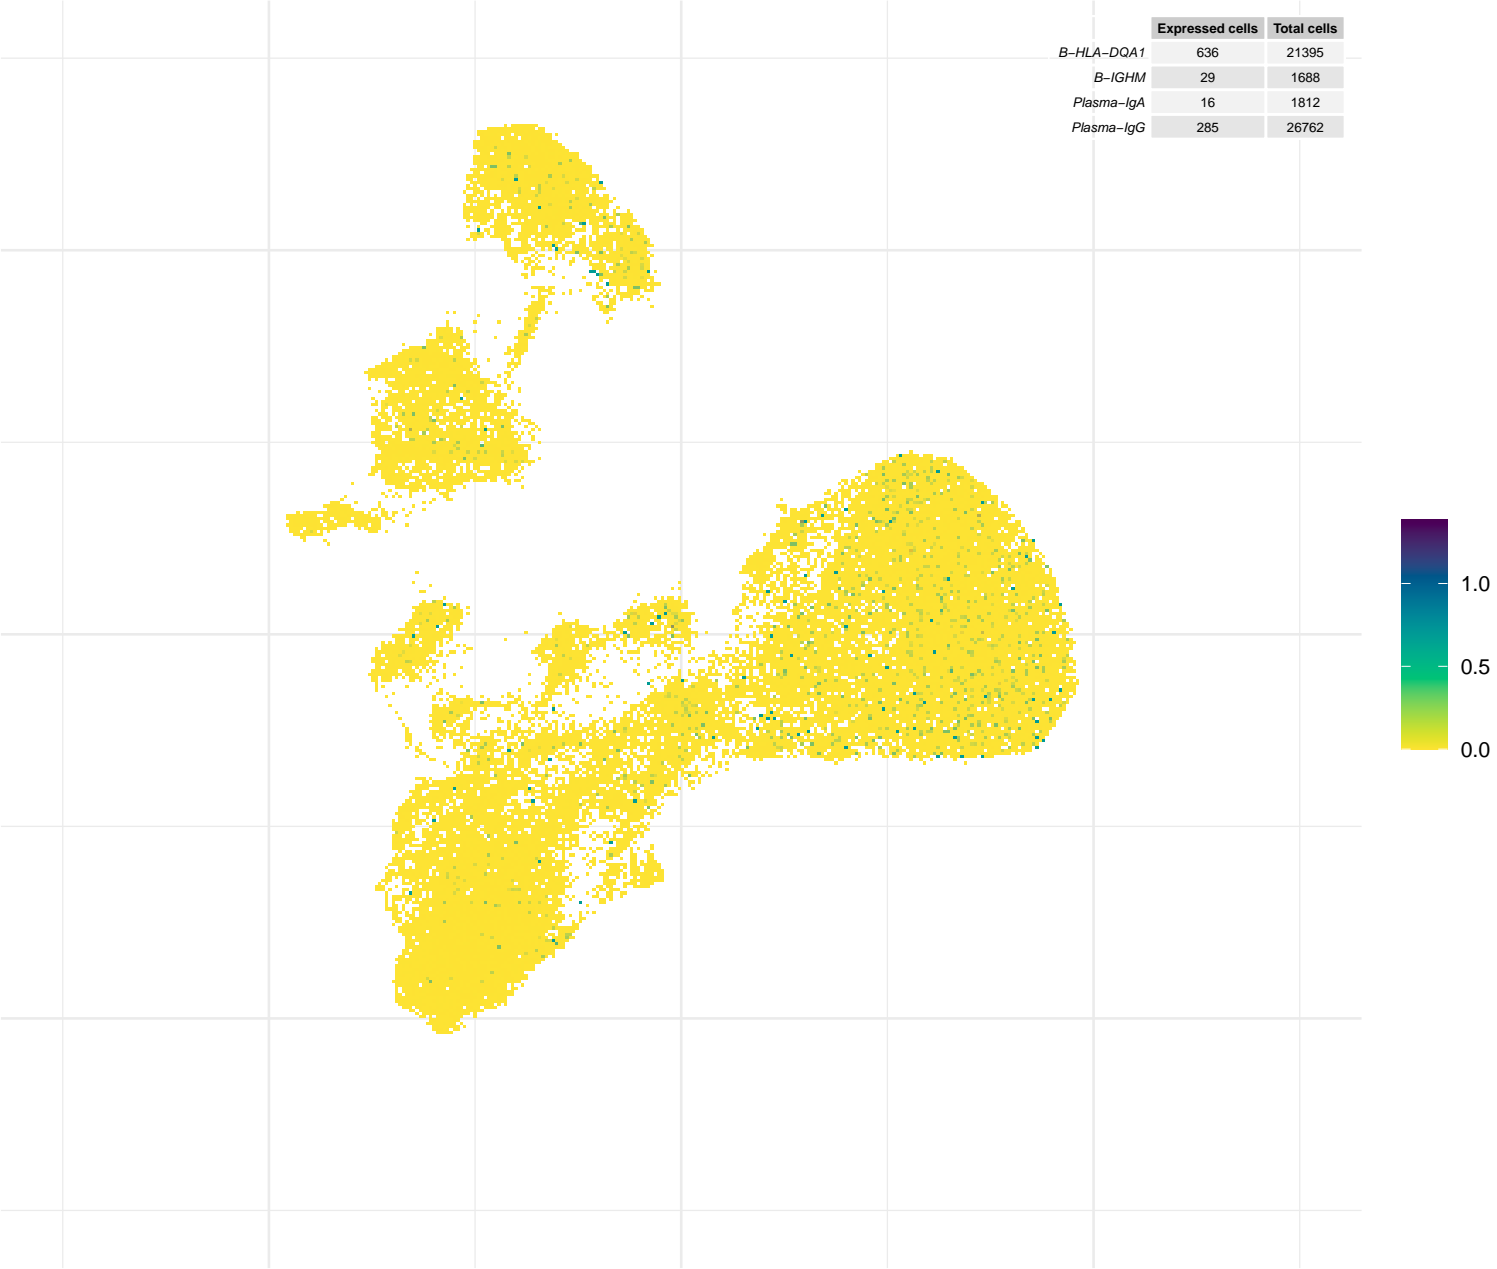 Expressed cells Total cells
B−HLA−DQA1 636 21395
B−IGHM 29 1688
Plasma−IgA 16 1812
Plasma−IgG 285 26762
1.0
0.5
0.0